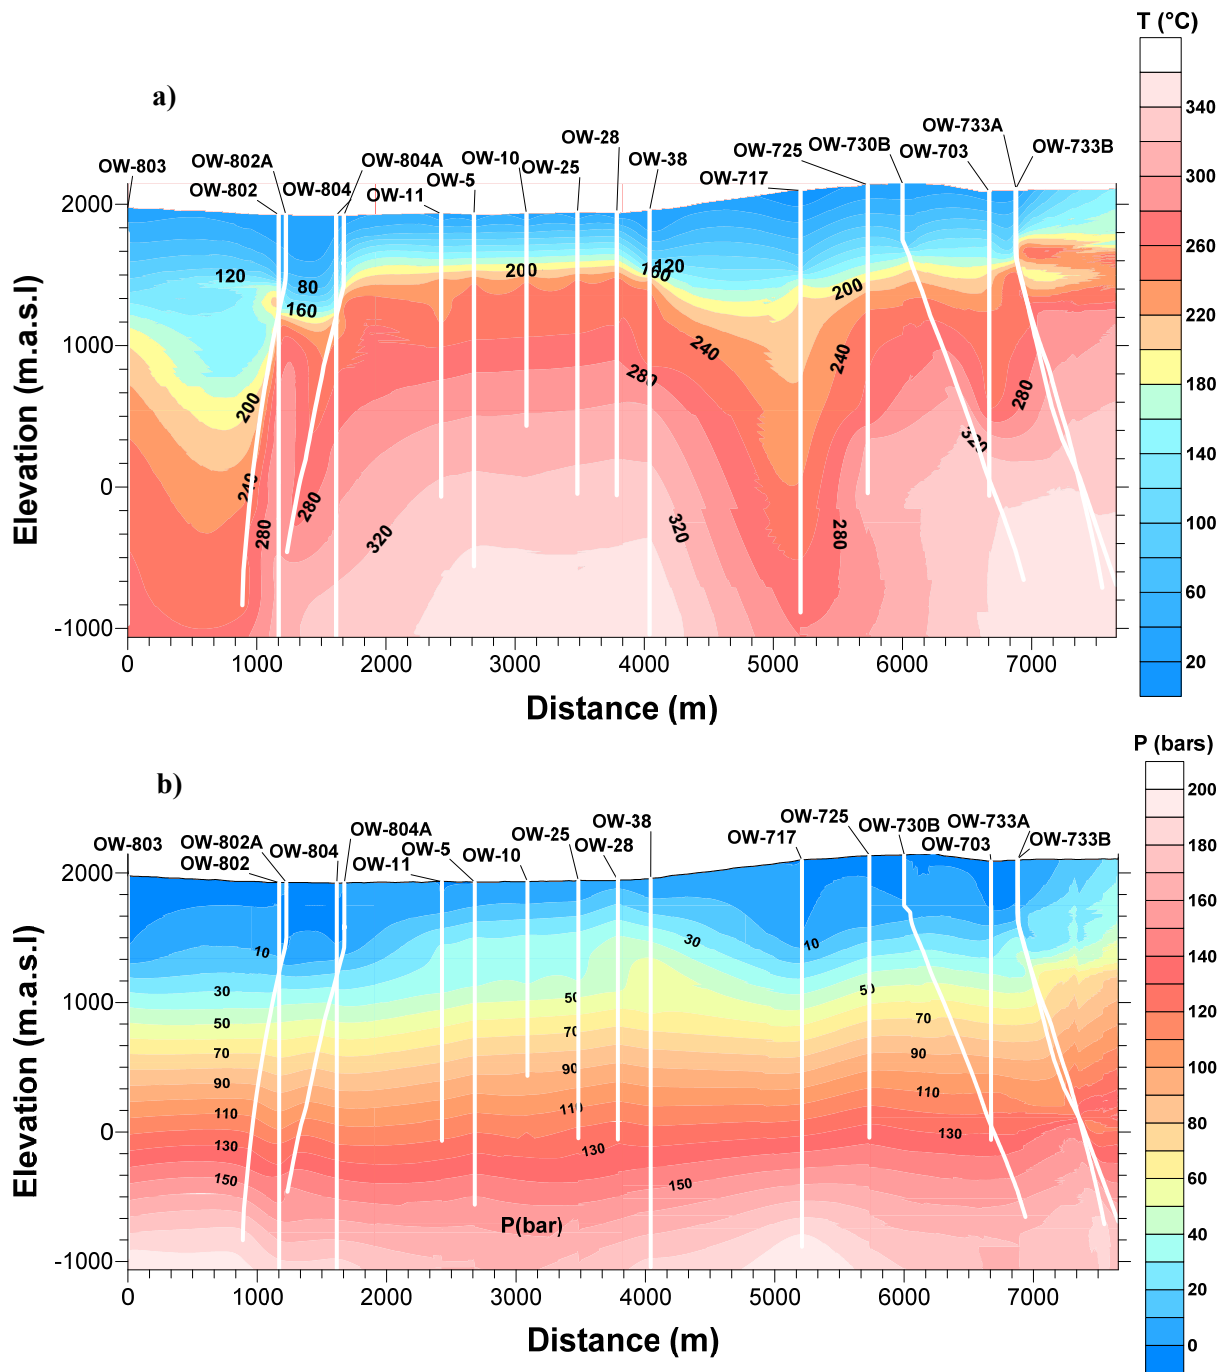 T (°C)
a)
OW-733A
OW-28
OW-730B
OW-725
OW-703
OW-733B
OW-803
OW-802A
OW-804A
OW-10
OW-25
OW-38
OW-802
OW-804
OW-5
OW-11
OW-717
340
300
260
220
180
140
100
60
20
2000
1000
0
-1000
Elevation (m.a.s.l)
120
80
160
200
240
280
280
320
200
160
120
280
240
320
200
240
280
320
280
0
1000
2000
3000
4000
5000
6000
7000
Distance (m)
P (bars)
b)
OW-803
OW-802A
OW-802
OW-804
OW-804A
OW-11
OW-5
OW-10
OW-25
OW-38
OW-28
OW-717
OW-725
OW-730B
OW-733A
OW-703
OW-733B
200
180
160
140
120
100
80
60
40
20
0
2000
1000
0
-1000
Elevation (m.a.s.l)
10
30
50
70
90
110
130
150
30
50
70
90
110
130
150
10
50
70
90
110
130
P(bar)
0
1000
2000
3000
4000
5000
6000
7000
Distance (m)